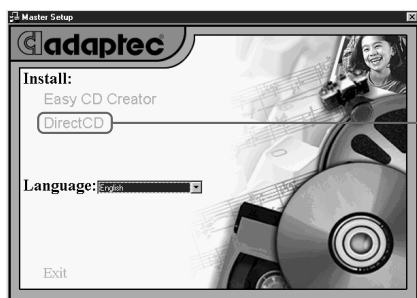 Master Setup
adaptec
Install:
Easy CD Creator
DirectCD
Language: English
Exit